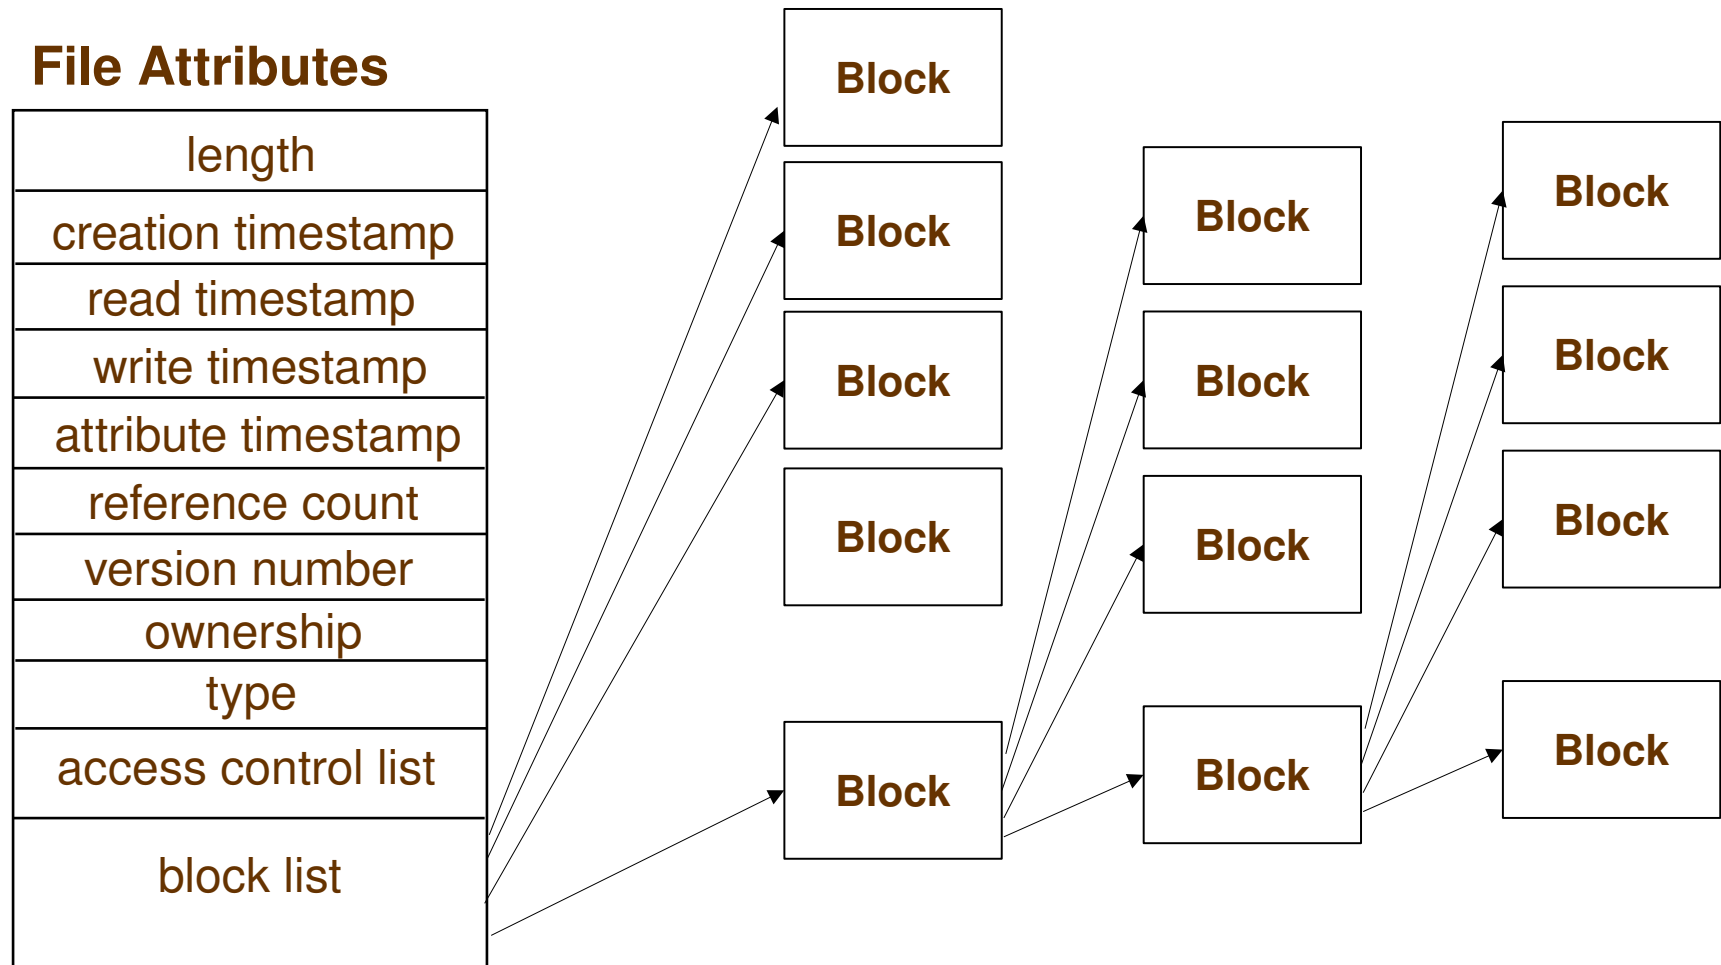 File Attributes
length
creation timestamp
read timestamp
write timestamp
attribute timestamp
reference count
version number
ownership
type
access control list
block list
Block
Block
Block
Block
Block
Block
Block
Block
Block
Block
Block
Block
Block